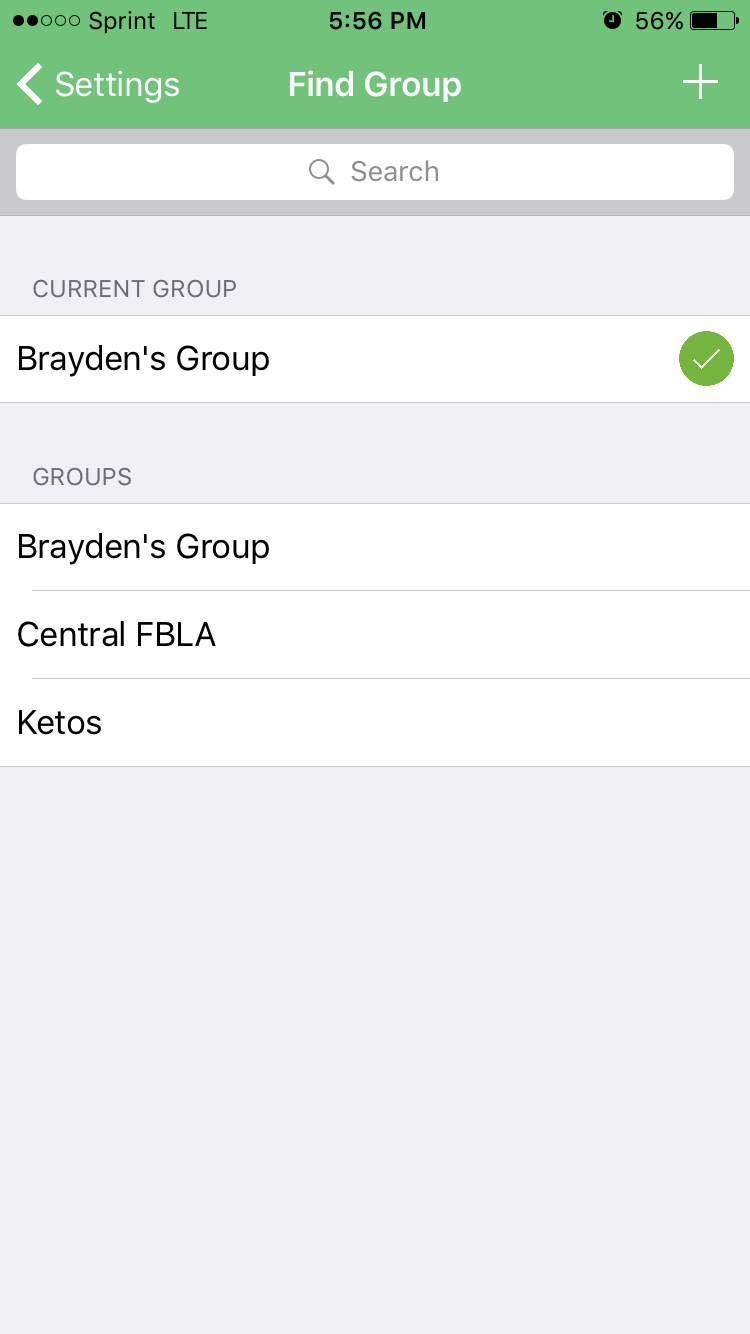 Sprint LTE 5:56 PM 56%
Settings Find Group
Search
CURRENT GROUP
Brayden's Group
GROUPS
Brayden's Group
Central FBLA
Ketos